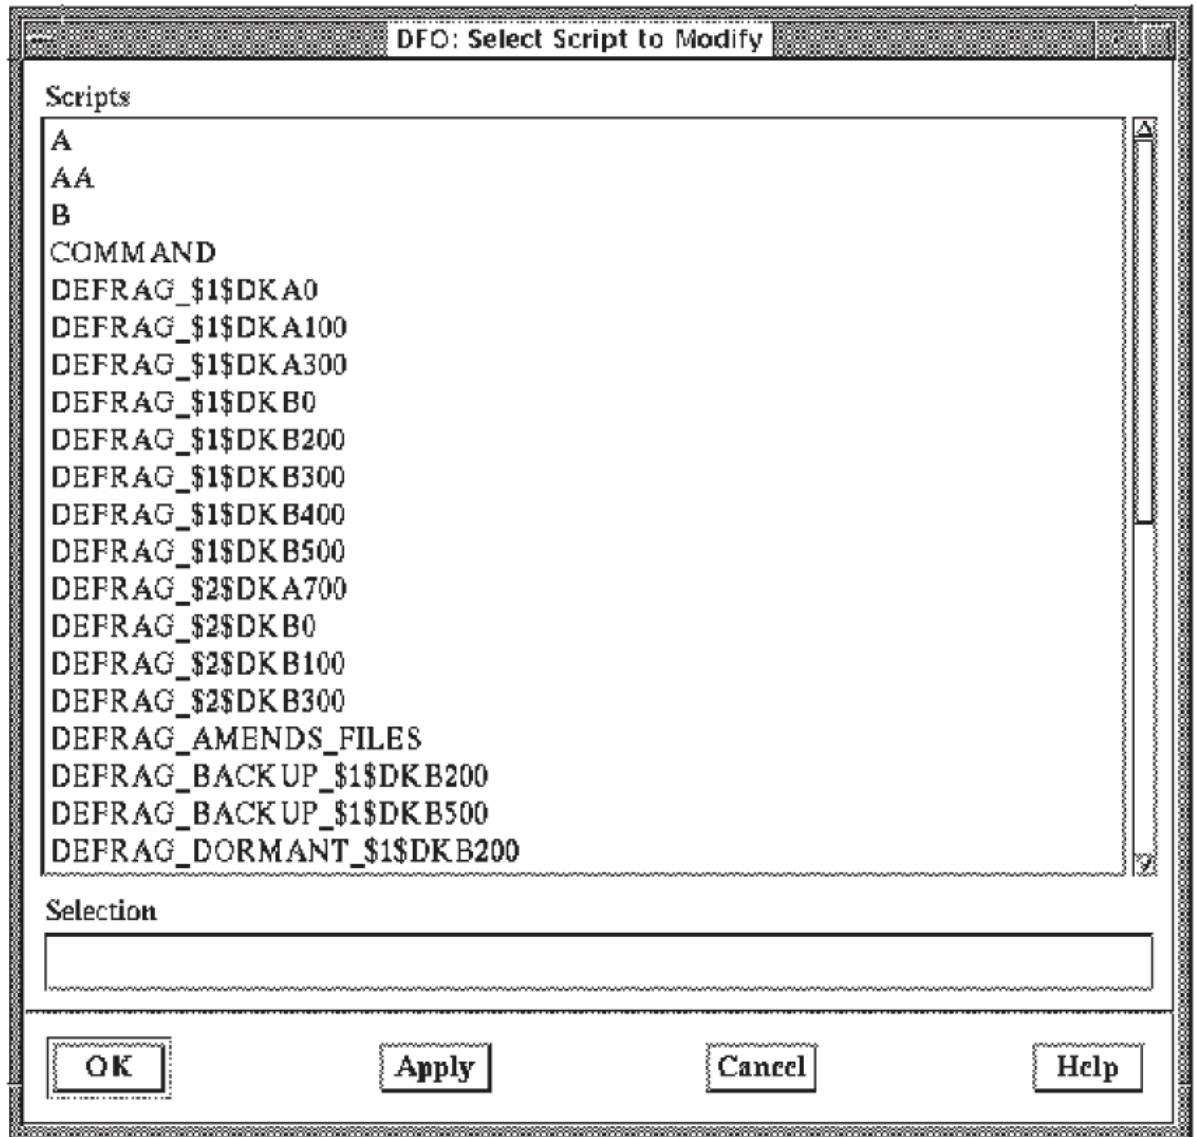 DFO: Select Script to Modify
Scripts
A
AA
B
COMMAND
DEFRAG_$1$DKA0
DEFRAG_$1$DKA100
DEFRAG_$1$DKA300
DEFRAG_$1$DKB0
DEFRAG_$1$DKB200
DEFRAG_$1$DKB300
DEFRAG_$1$DKB400
DEFRAG_$1$DKB500
DEFRAG_$2$DKA700
DEFRAG_$2$DKB0
DEFRAG_$2$DKB100
DEFRAG_$2$DKB300
DEFRAG_AMENDS_FILES
DEFRAG_BACKUP_$1$DKB200
DEFRAG_BACKUP_$1$DKB500
DEFRAG_DORMANT_$1$DKB200
Selection
OK Apply Cancel Help